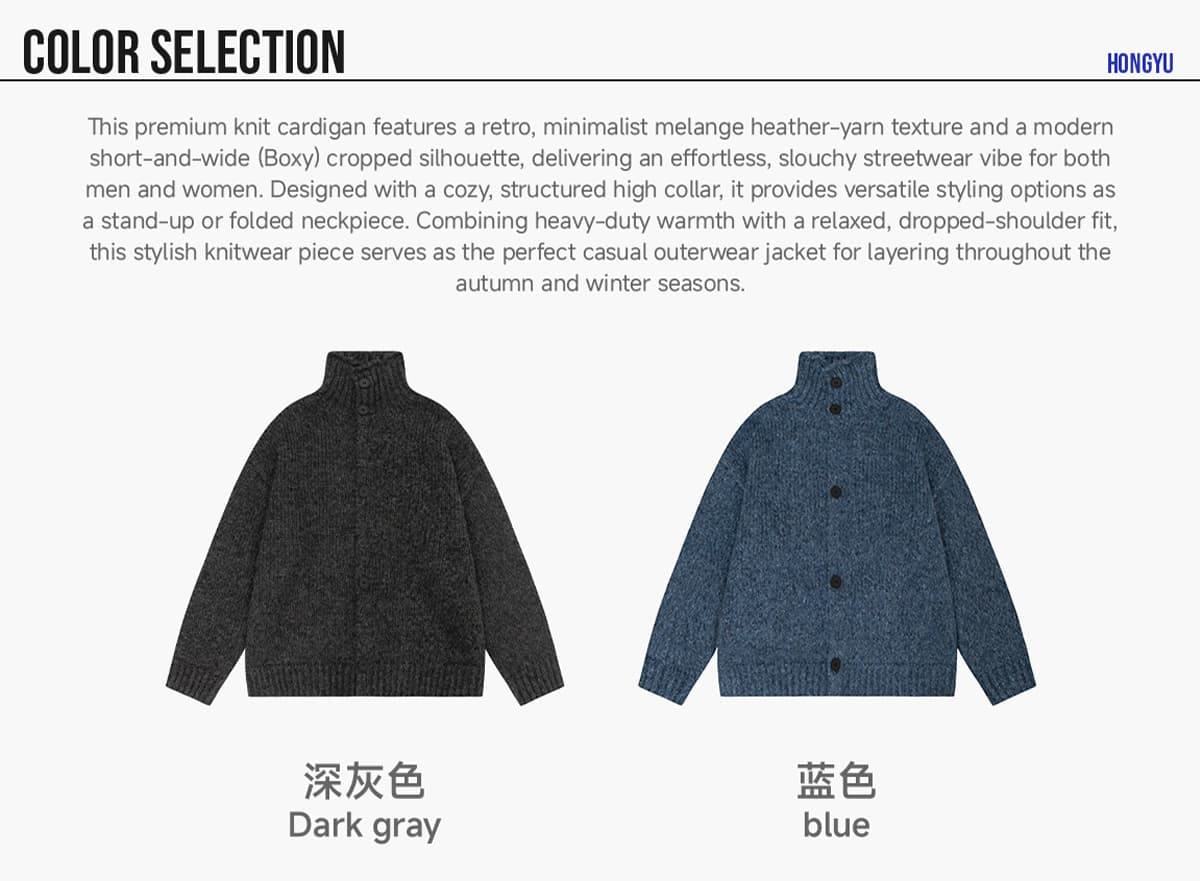 COLOR SELECTION
HONGYU
This premium knit cardigan features a retro, minimalist melange heather-yarn texture and a modern
short-and-wide (Boxy) cropped silhouette, delivering an effortless, slouchy streetwear vibe for both
men and women. Designed with a cozy, structured high collar, it provides versatile styling options as
a stand-up or folded neckpiece. Combining heavy-duty warmth with a relaxed, dropped-shoulder fit,
this stylish knitwear piece serves as the perfect casual outerwear jacket for layering throughout the
autumn and winter seasons.
深灰色
Dark gray
蓝色
blue